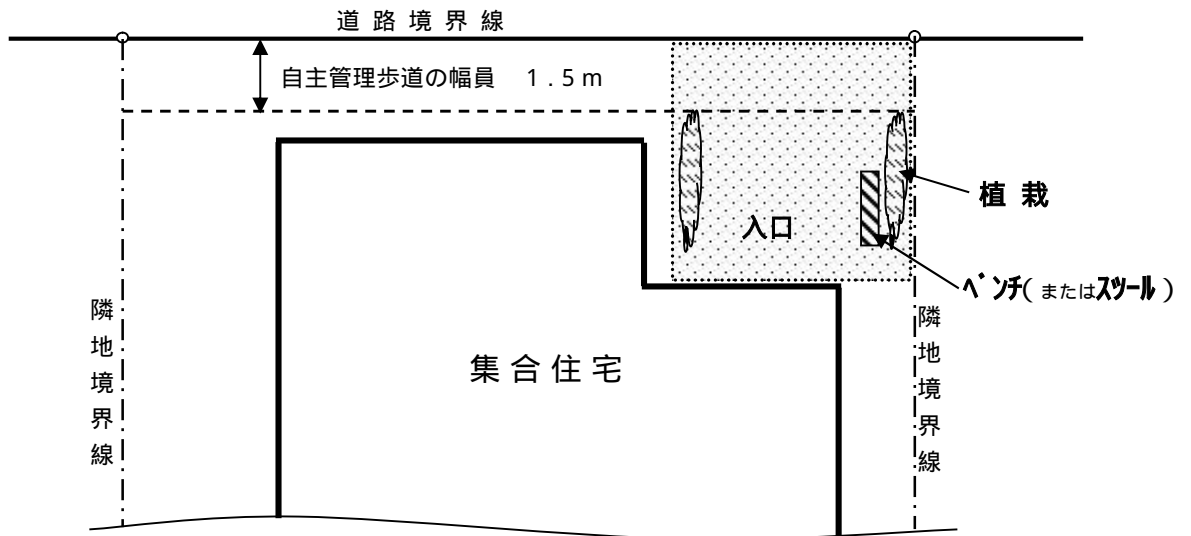 道路境界線
自主管理歩道の幅員　1.5m
植栽
入口
ベンチ(またはスツール)
隣地境界線
隣地境界線
集合住宅